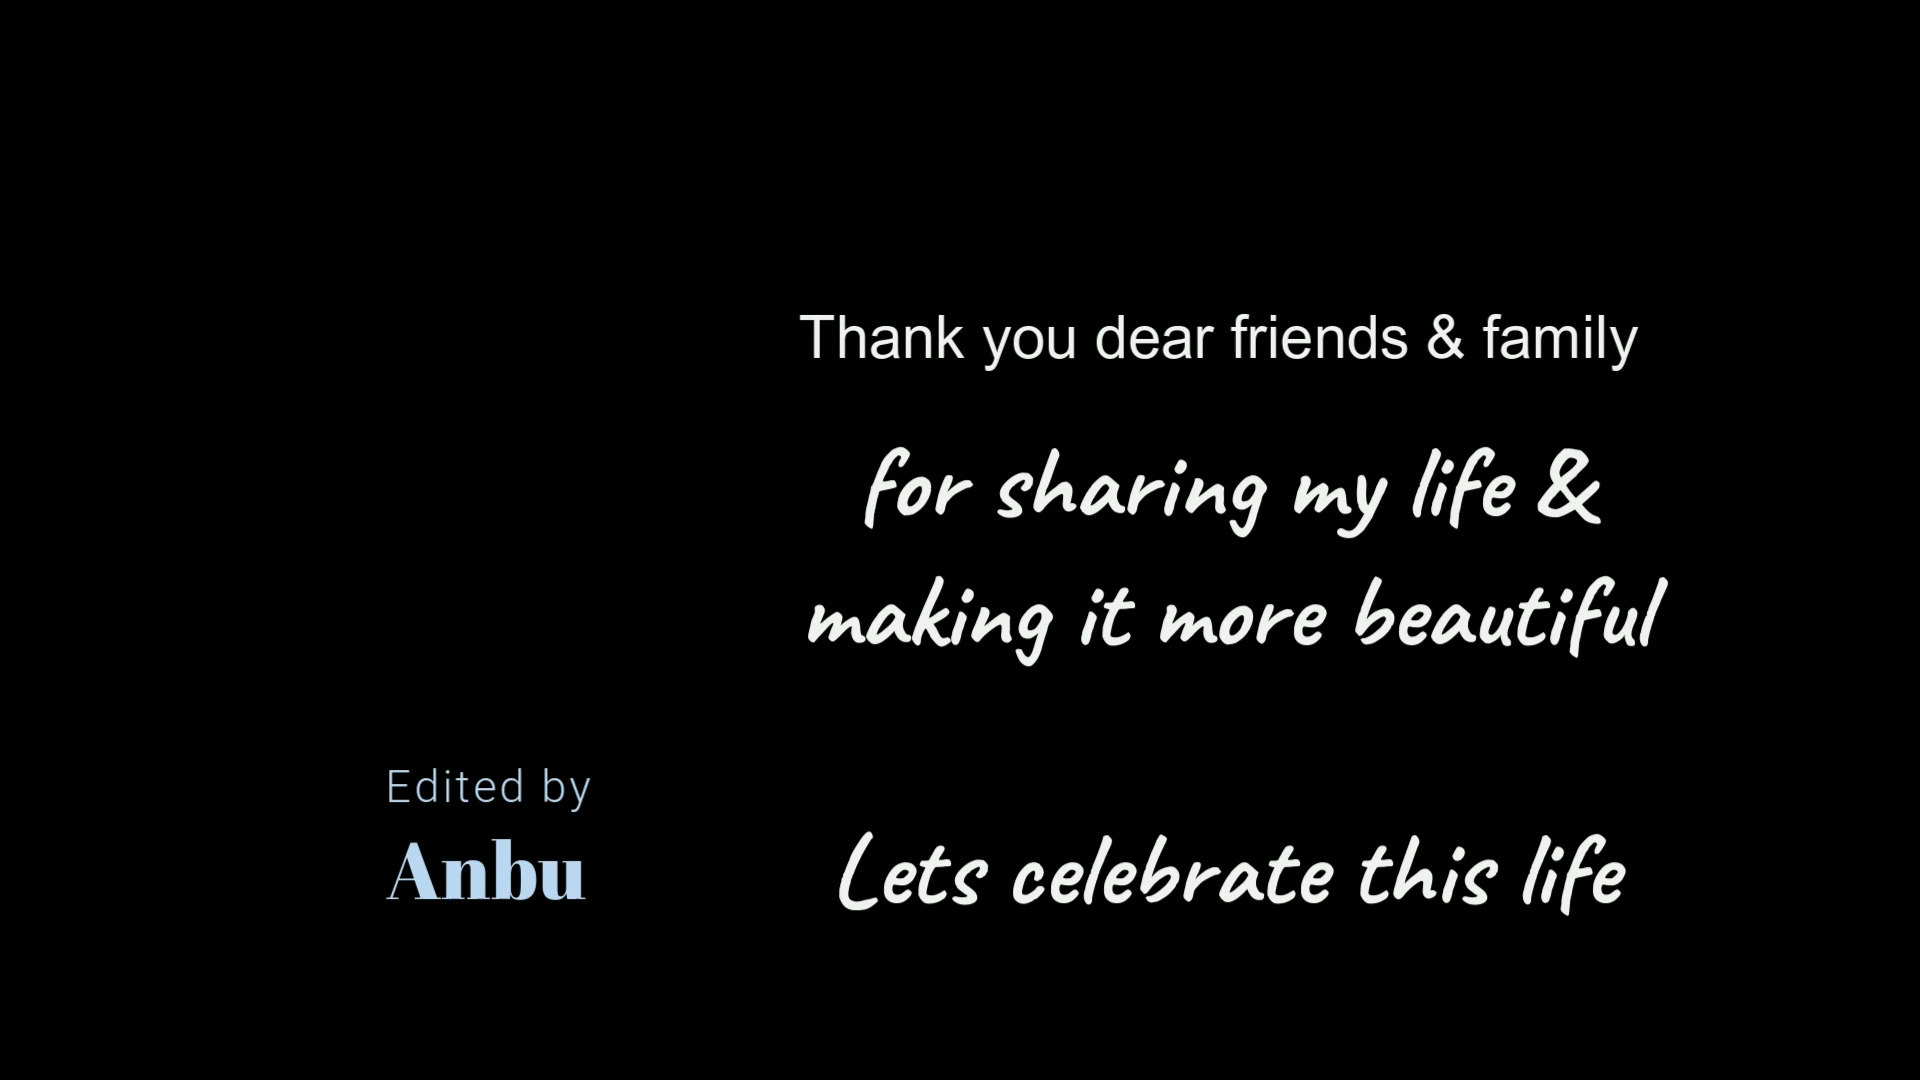 Thank you dear friends & family
for sharing my life &
making it more beautiful
Edited by
Anbu
Lets celebrate this life